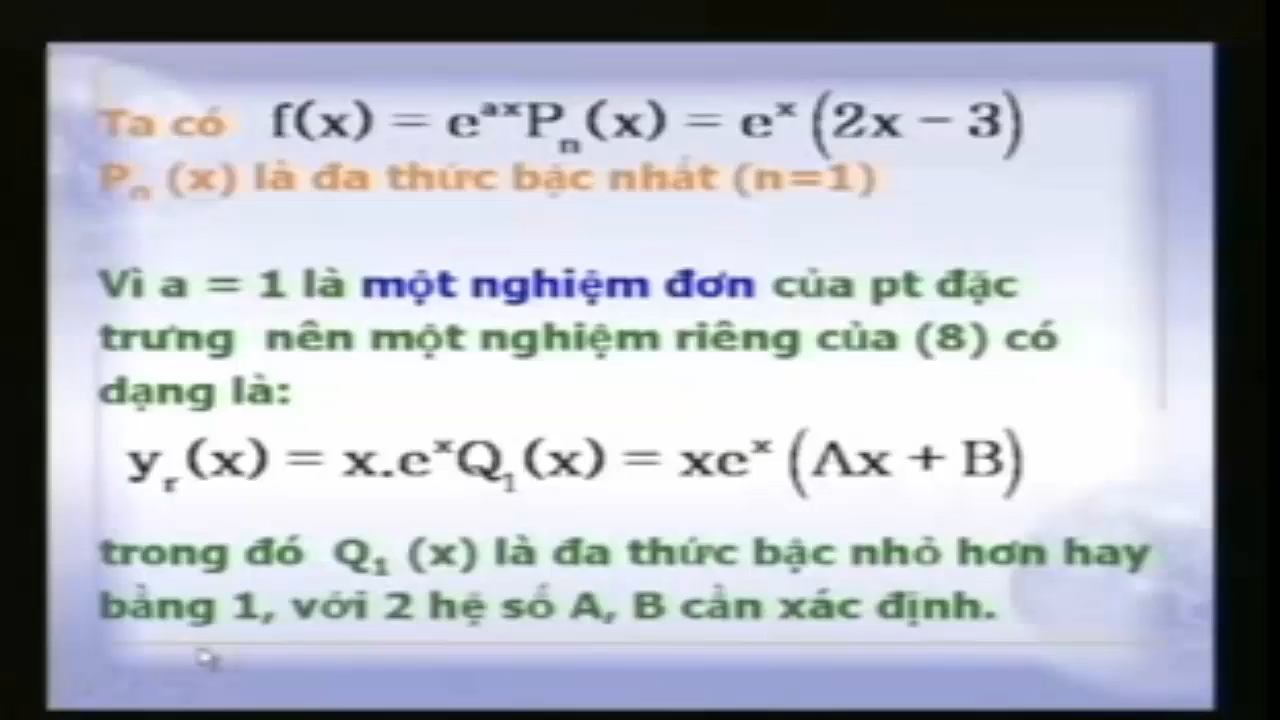 Ta có f(x) = e^{ax}P_n(x) = e^x(2x − 3)
P_n (x) là đa thức bậc nhất (n=1)
Vì a = 1 là một nghiệm đơn của pt đặc
trưng nên một nghiệm riêng của (8) có
dạng là:
y_r(x) = x.e^xQ_1(x) = xe^x(Ax + B)
trong đó Q_1 (x) là đa thức bậc nhỏ hơn hay
bằng 1, với 2 hệ số A, B cần xác định.